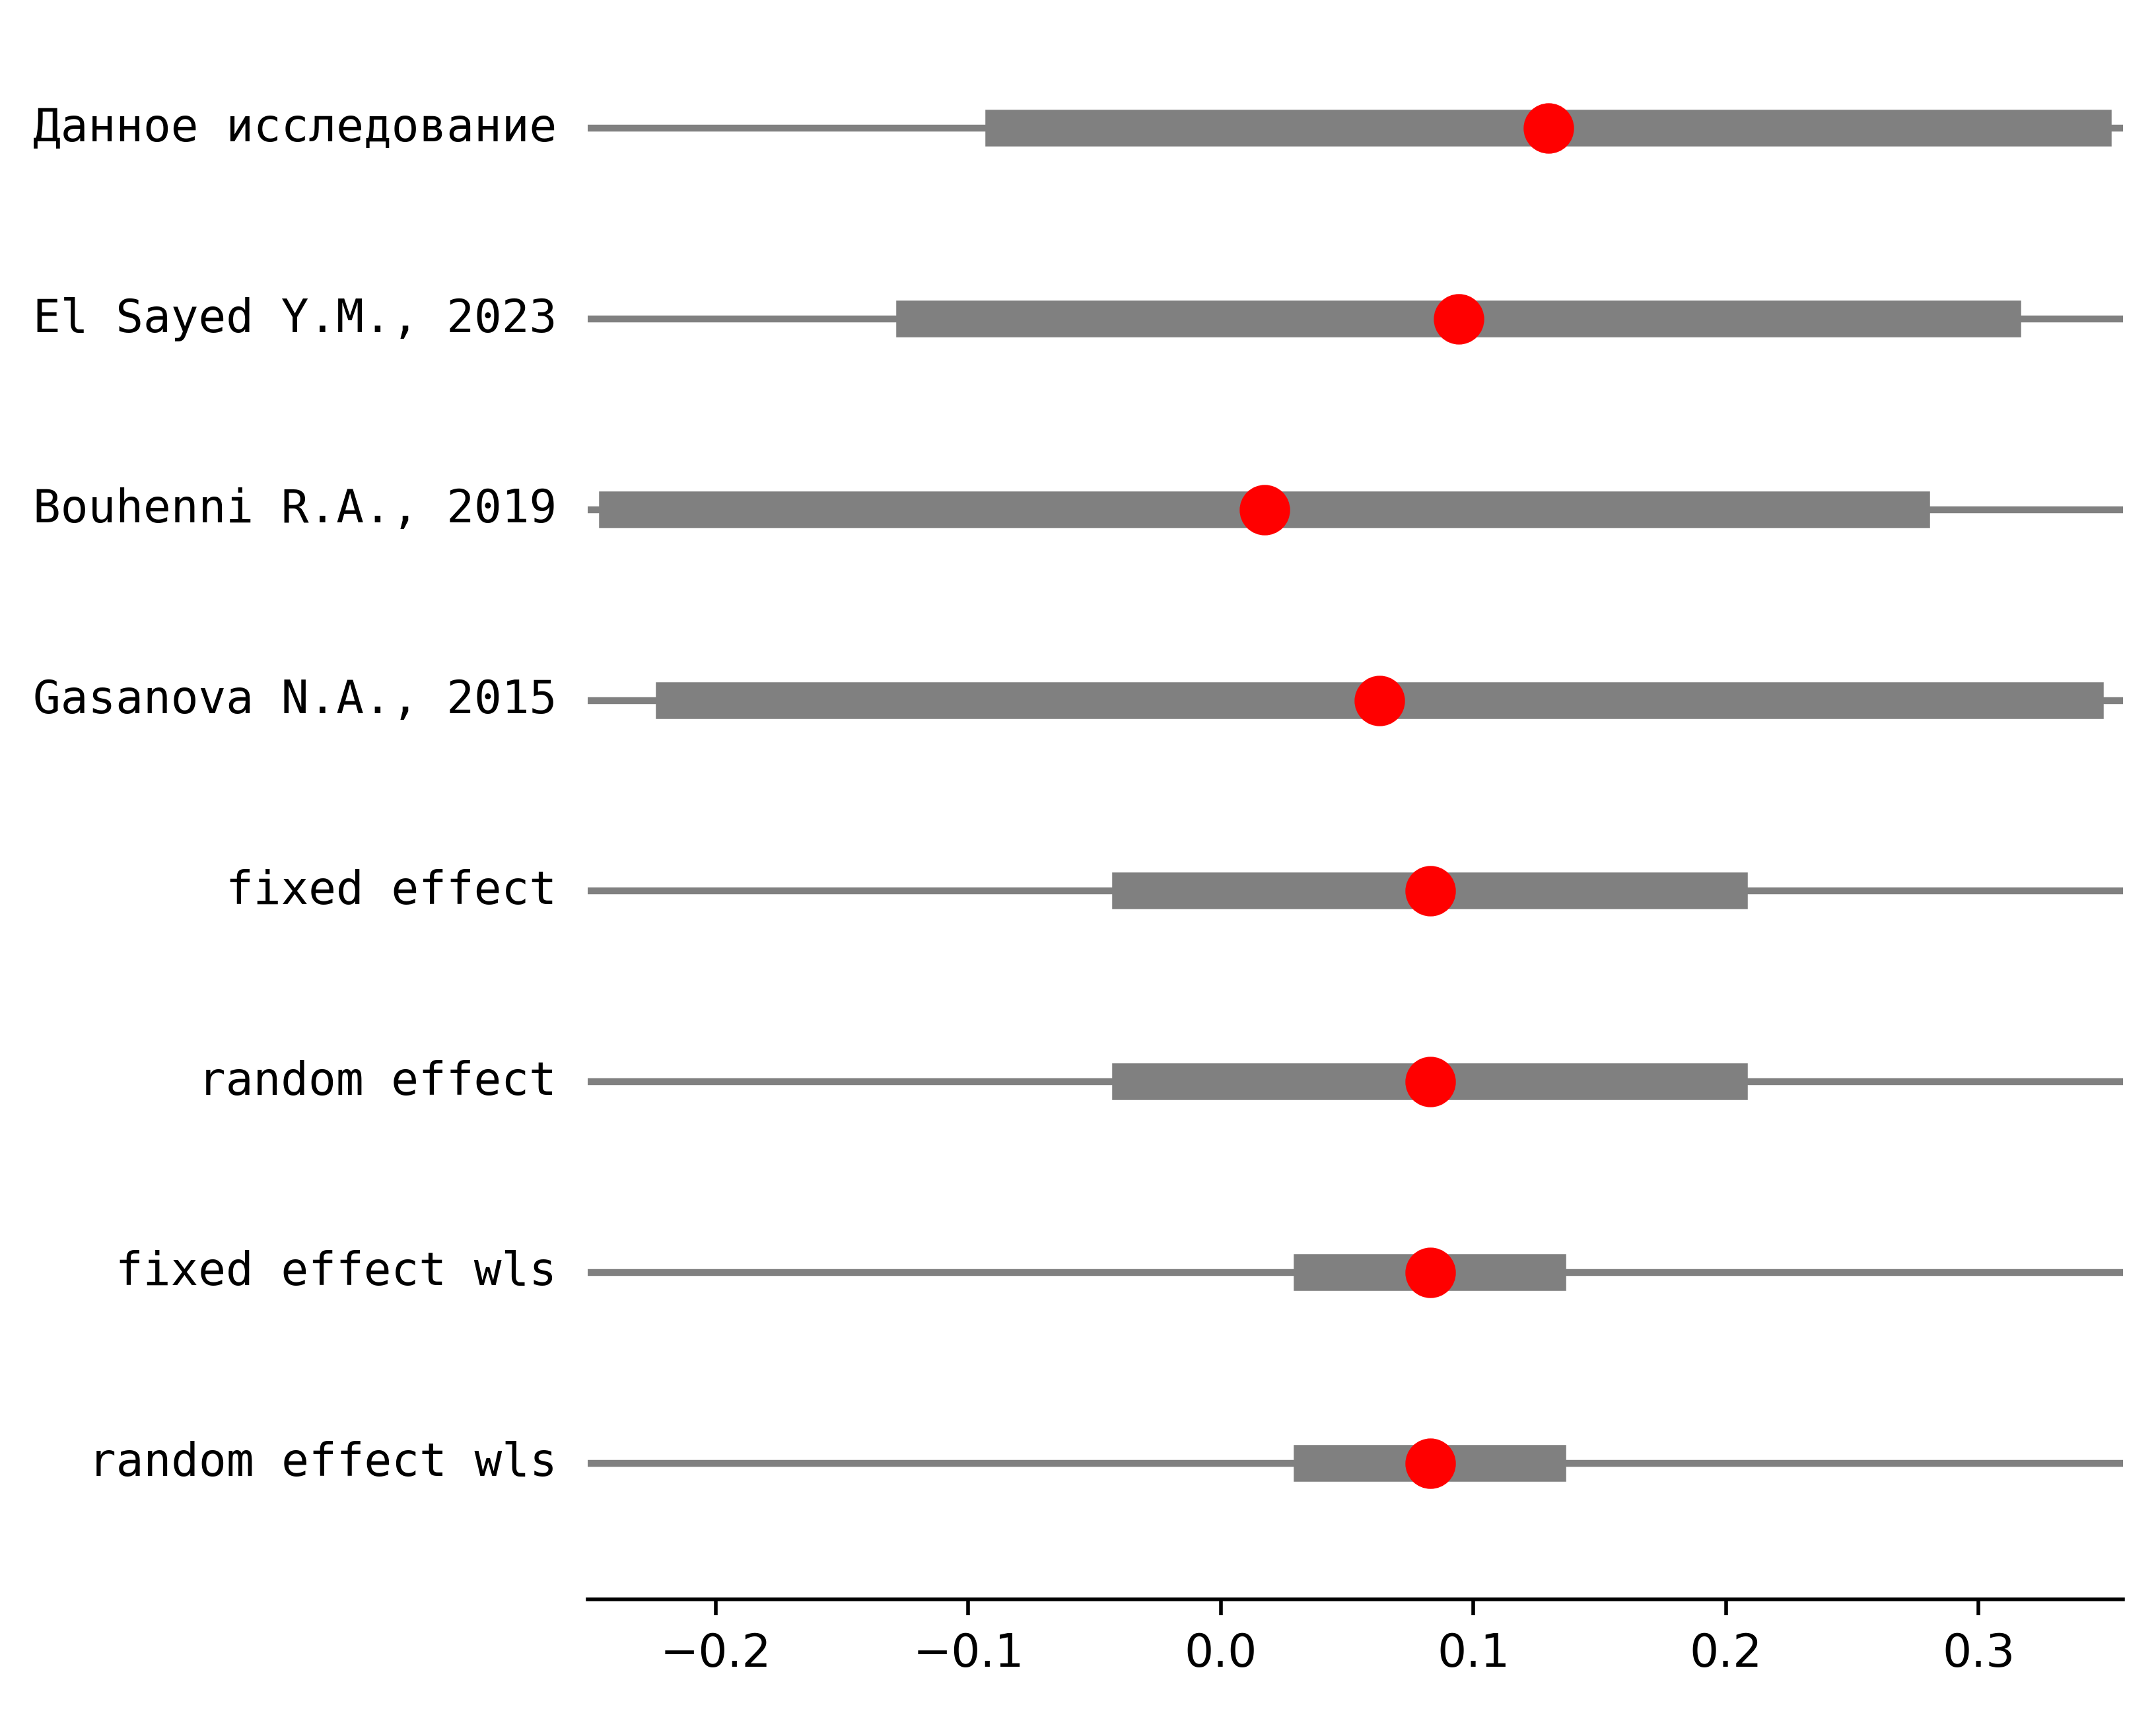 Данное исследование
El Sayed Y.M., 2023
Bouhenni R.A., 2019
Gasanova N.A., 2015
fixed effect
random effect
fixed effect wls
random effect wls
−0.2 −0.1 0.0 0.1 0.2 0.3